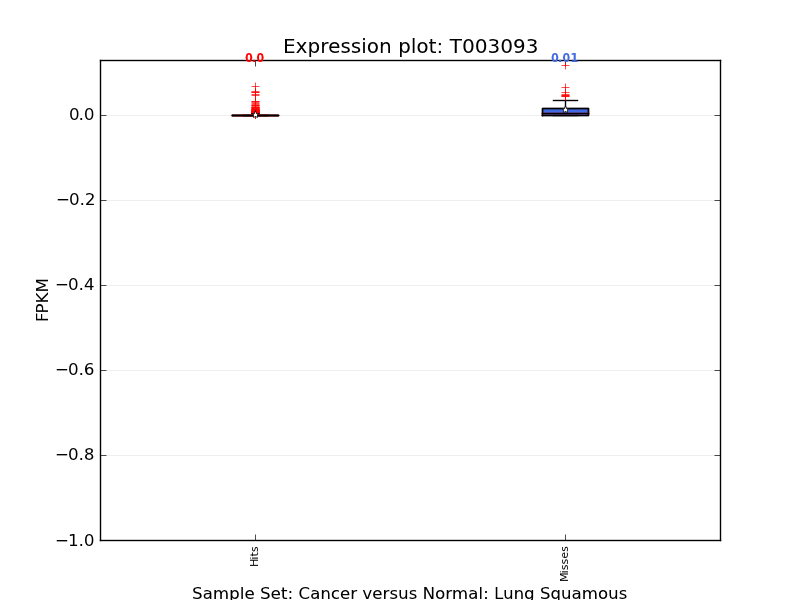 Expression plot: T003093
0.0 0.01
0.0
−0.2
−0.4
−0.6
−0.8
−1.0
FPKM
Hits Misses
Sample Set: Cancer versus Normal: Lung Squamous